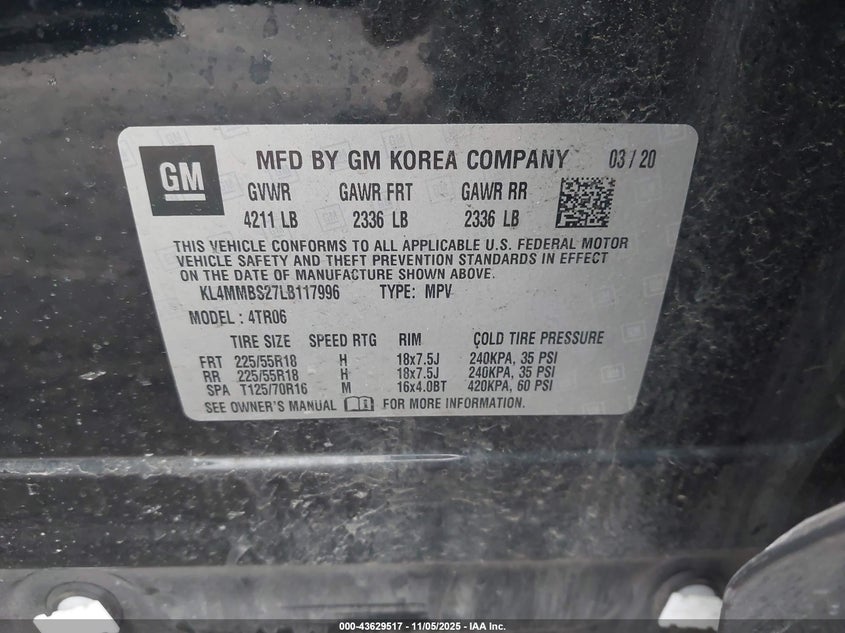 GM
MFD BY GM KOREA COMPANY 03 / 20
GVWR GAWR FRT GAWR RR
4211 LB 2336 LB 2336 LB
THIS VEHICLE CONFORMS TO ALL APPLICABLE U.S. FEDERAL MOTOR
VEHICLE SAFETY AND THEFT PREVENTION STANDARDS IN EFFECT
ON THE DATE OF MANUFACTURE SHOWN ABOVE.
KL4MMBS27LB117996 TYPE: MPV
MODEL : 4TR06
TIRE SIZE SPEED RTG RIM COLD TIRE PRESSURE
FRT 225/55R18 H 18x7.5J 240KPA, 35 PSI
RR 225/55R18 H 18x7.5J 240KPA, 35 PSI
SPA T125/70R16 M 16x4.0BT 420KPA, 60 PSI
SEE OWNER'S MANUAL FOR MORE INFORMATION.
000-43629517 - 11/05/2025 - IAA Inc.